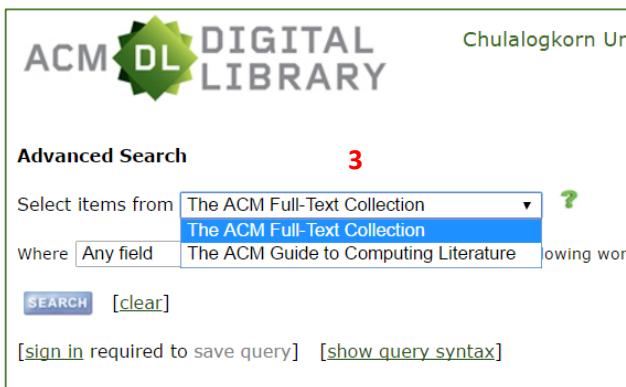 ACM DL DIGITAL LIBRARY
Chulalogkorn Un
Advanced Search
3
Select items from The ACM Full-Text Collection ▼ ?
The ACM Full-Text Collection
Where Any field The ACM Guide to Computing Literature owing wor
SEARCH [clear]
[sign in required to save query] [show query syntax]